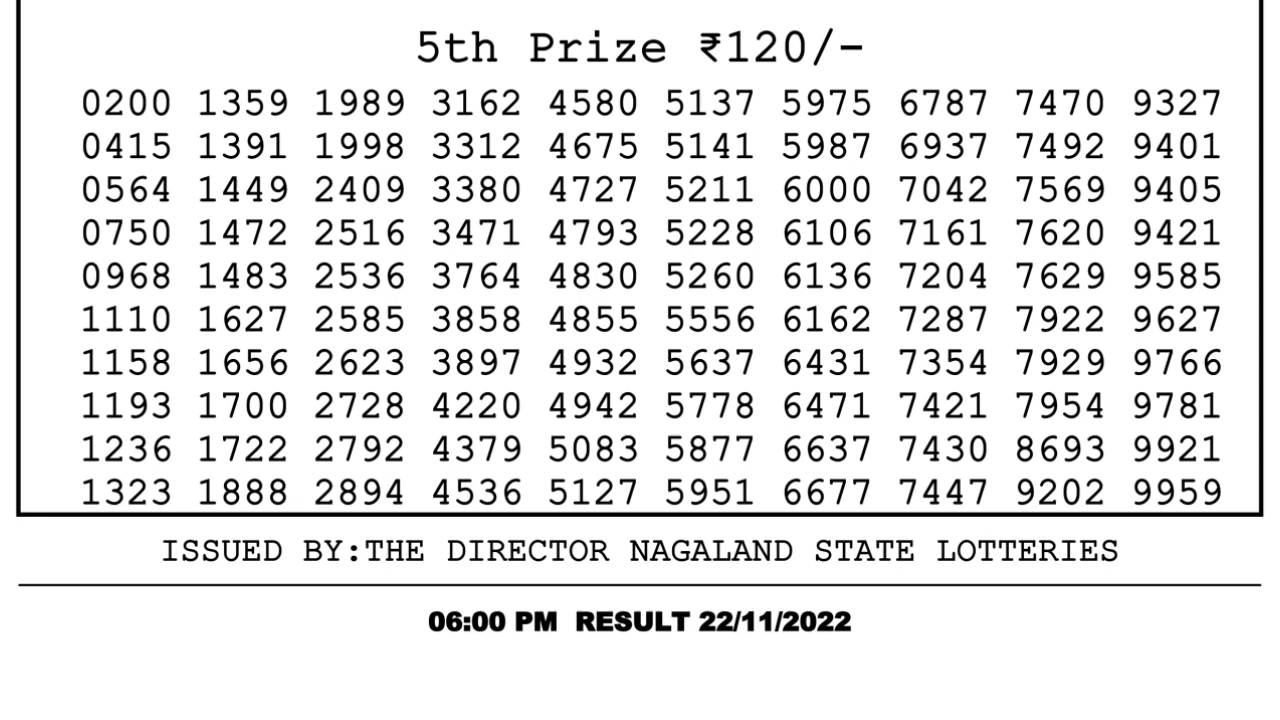 5th Prize ₹120/-
0200 1359 1989 3162 4580 5137 5975 6787 7470 9327
0415 1391 1998 3312 4675 5141 5987 6937 7492 9401
0564 1449 2409 3380 4727 5211 6000 7042 7569 9405
0750 1472 2516 3471 4793 5228 6106 7161 7620 9421
0968 1483 2536 3764 4830 5260 6136 7204 7629 9585
1110 1627 2585 3858 4855 5556 6162 7287 7922 9627
1158 1656 2623 3897 4932 5637 6431 7354 7929 9766
1193 1700 2728 4220 4942 5778 6471 7421 7954 9781
1236 1722 2792 4379 5083 5877 6637 7430 8693 9921
1323 1888 2894 4536 5127 5951 6677 7447 9202 9959
ISSUED BY:THE DIRECTOR NAGALAND STATE LOTTERIES
06:00 PM RESULT 22/11/2022